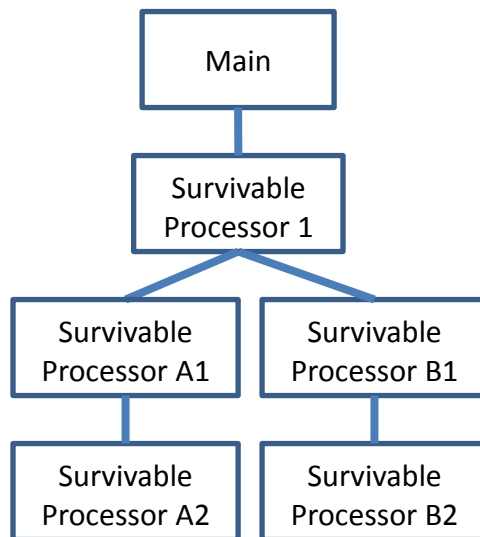 Main
Survivable
Processor 1
Survivable
Processor A1
Survivable
Processor B1
Survivable
Processor A2
Survivable
Processor B2